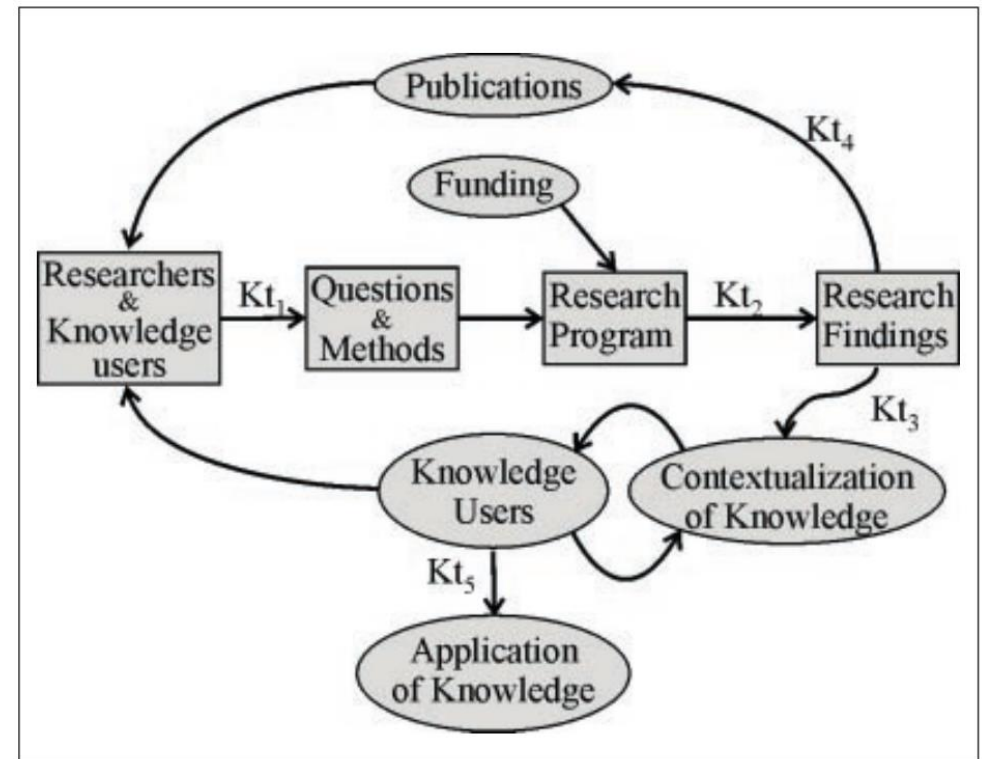 Publications
Kt4
Funding
Researchers
&
Knowledge
users
Kt1
Questions
&
Methods
Research
Program
Kt2
Research
Findings
Kt3
Knowledge
Users
Contextualization
of Knowledge
Kt5
Application
of Knowledge